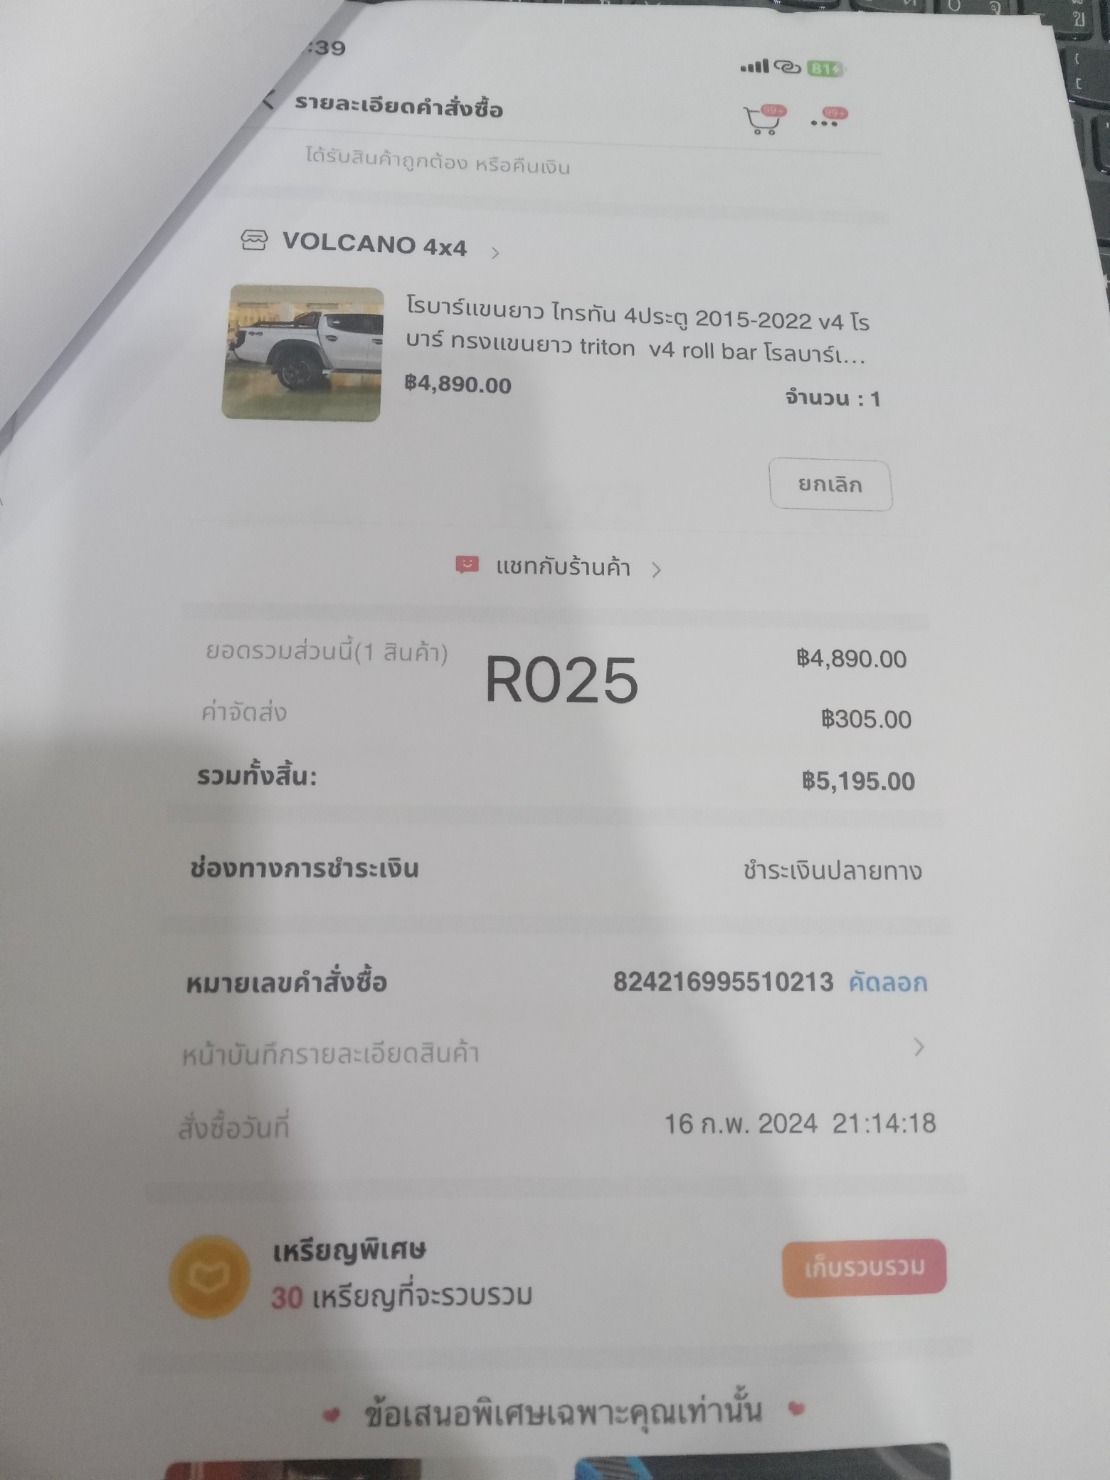 :39
81
รายละเอียดคำสั่งซื้อ
99+
99+
ได้รับสินค้าถูกต้อง หรือคืนเงิน
VOLCANO 4x4
โรบาร์แขนยาว ไทรทัน 4ประตู 2015-2022 v4 โร
บาร์ ทรงแขนยาว triton v4 roll bar โรลบาร์เ...
฿4,890.00
จำนวน : 1
ยกเลิก
แชทกับร้านค้า
ยอดรวมส่วนนี้(1 สินค้า) ฿4,890.00
R025
ค่าจัดส่ง ฿305.00
รวมทั้งสิ้น: ฿5,195.00
ช่องทางการชำระเงิน ชำระเงินปลายทาง
หมายเลขคำสั่งซื้อ 824216995510213 คัดลอก
หน้าบันทึกรายละเอียดสินค้า
สั่งซื้อวันที่ 16 ก.พ. 2024 21:14:18
เหรียญพิเศษ
30 เหรียญที่จะรวบรวม
เก็บรวบรวม
ข้อเสนอพิเศษเฉพาะคุณเท่านั้น